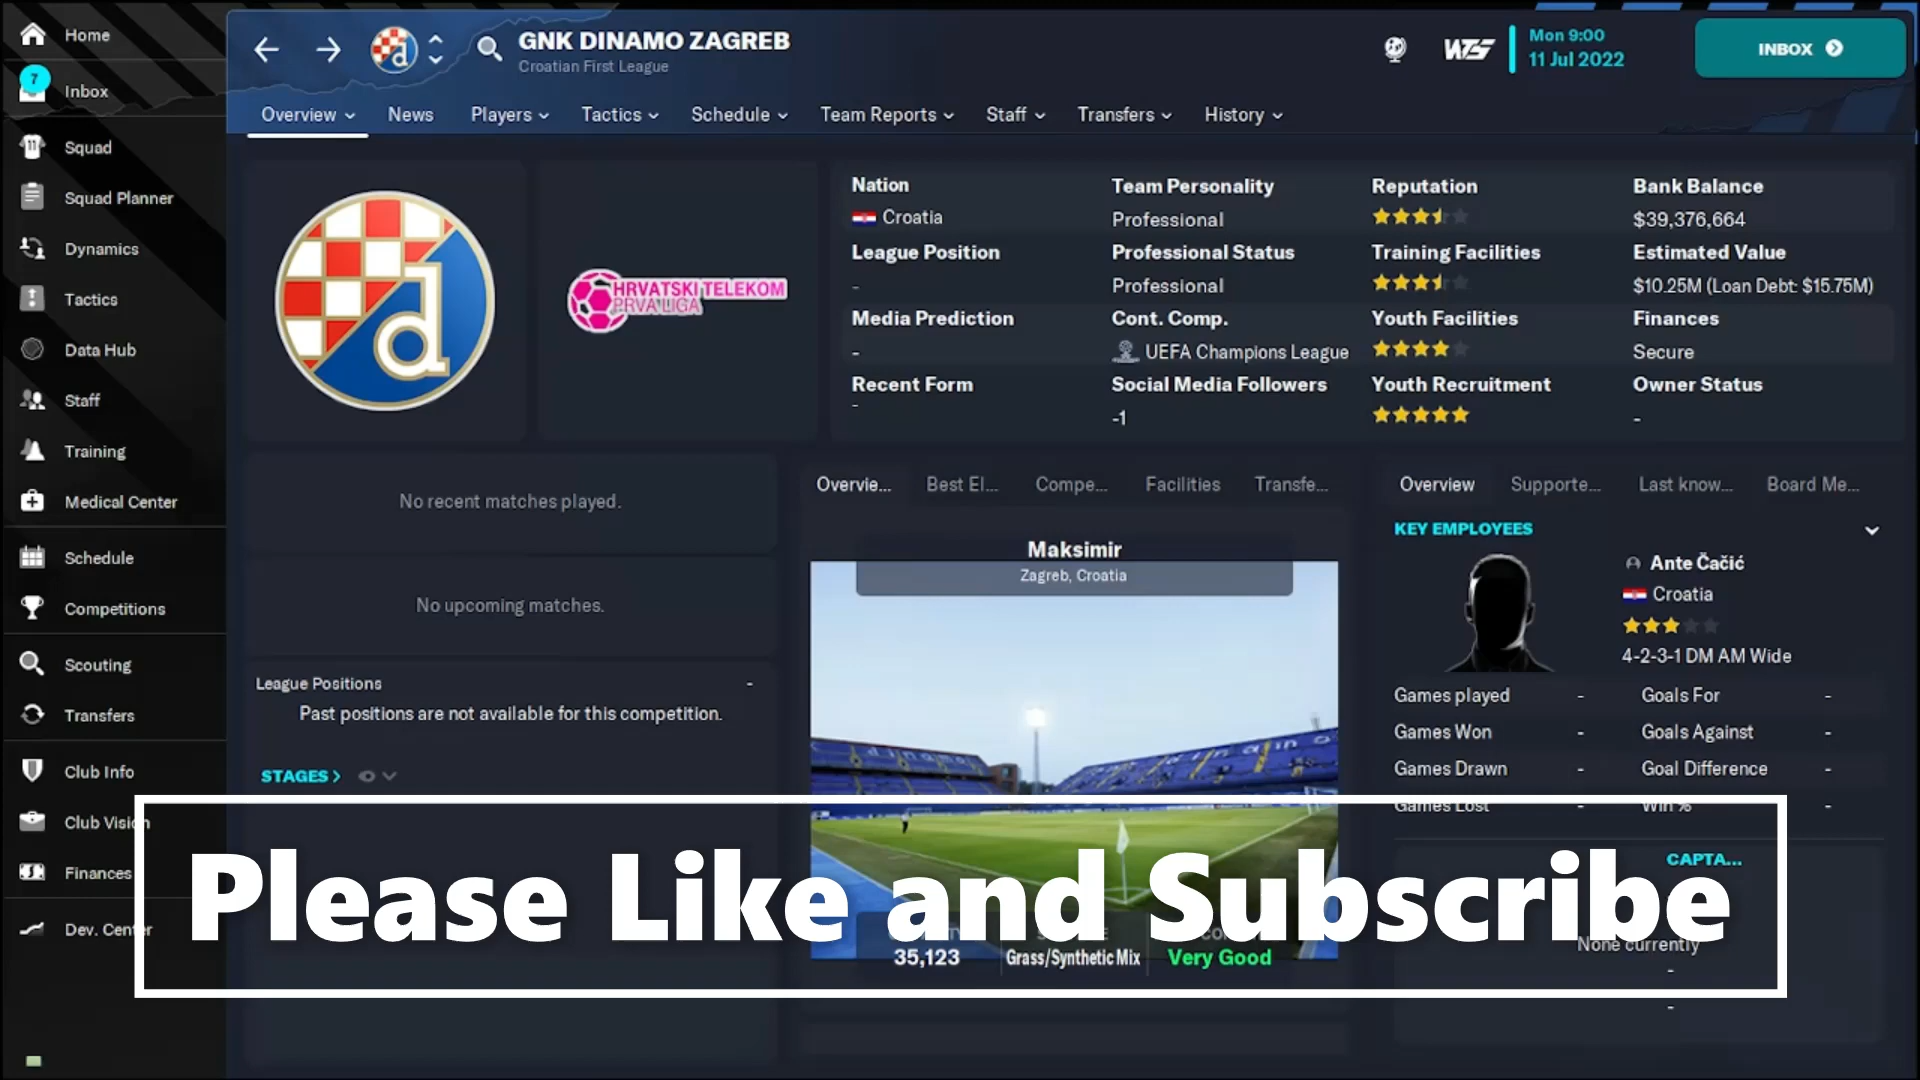 Home
7
Inbox
Squad
Squad Planner
Dynamics
Tactics
Data Hub
Staff
Training
Medical Center
Schedule
Competitions
Scouting
Transfers
Club Info
Club Vision
Finances
Dev. Center
GNK DINAMO ZAGREB
Croatian First League
Mon 9:00
11 Jul 2022
INBOX
Overview
News
Players
Tactics
Schedule
Team Reports
Staff
Transfers
History
HRVATSKI TELEKOM
PRVA LIGA
Nation
Croatia
League Position
-
Media Prediction
-
Recent Form
-
Team Personality
Professional
Professional Status
Professional
Cont. Comp.
UEFA Champions League
Social Media Followers
-1
Reputation
Training Facilities
Youth Facilities
Youth Recruitment
Bank Balance
$39,376,664
Estimated Value
$10.25M (Loan Debt: $15.75M)
Finances
Secure
Owner Status
-
No recent matches played.
No upcoming matches.
League Positions -
Past positions are not available for this competition.
STAGES >
Overvie... Best El... Compe... Facilities Transfe...
Maksimir
Zagreb, Croatia
35,123
Grass/Synthetic Mix
Very Good
Overview Supporte... Last know... Board Me...
KEY EMPLOYEES
Ante Čačić
Croatia
4-2-3-1 DM AM Wide
Games played - Goals For -
Games Won - Goals Against -
Games Drawn - Goal Difference -
Games Lost - Win % -
CAPTA...
None currently
-
-
Please Like and Subscribe